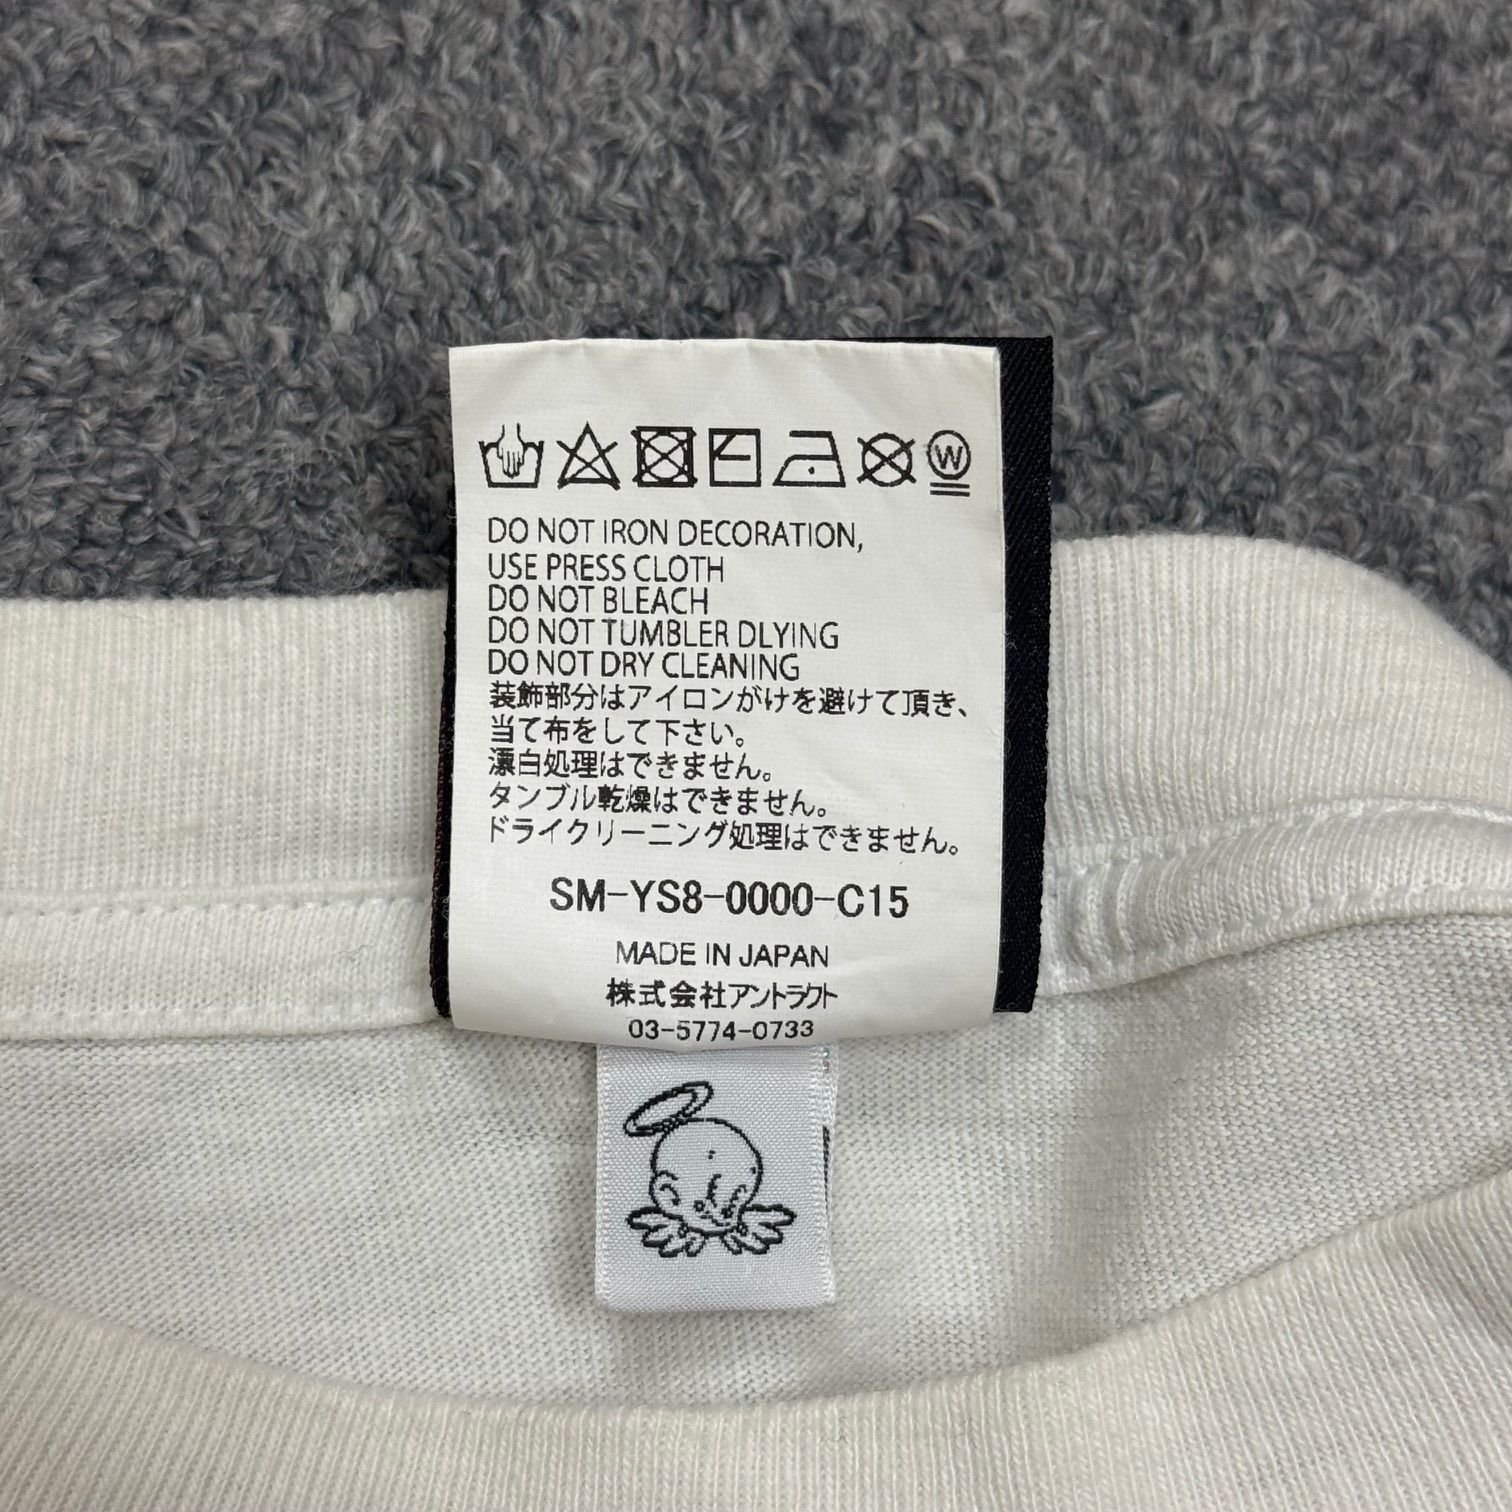 W
DO NOT IRON DECORATION,
USE PRESS CLOTH
DO NOT BLEACH
DO NOT TUMBLER DLYING
DO NOT DRY CLEANING
装飾部分はアイロンがけを避けて頂き、
当て布をして下さい。
漂白処理はできません。
タンブル乾燥はできません。
ドライクリーニング処理はできません。
SM-YS8-0000-C15
MADE IN JAPAN
株式会社アントラクト
03-5774-0733